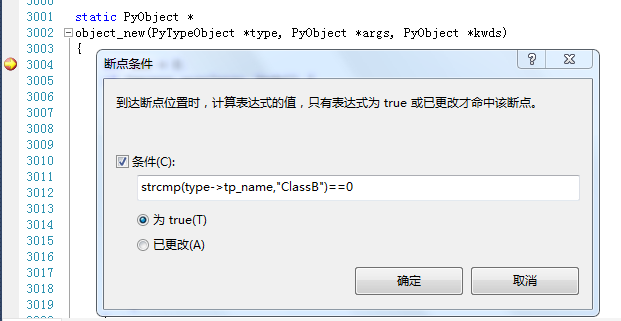 3000
3001 static PyObject *
3002 object_new(PyTypeObject *type, PyObject *args, PyObject *kwds)
3003 {
3004
3005
3006
3007
3008
3009
3010
3011
3012
3013
3014
3015
3016
3017
3018
3019
断点条件
到达断点位置时，计算表达式的值，只有表达式为 true 或已更改才命中该断点。
条件(C):
strcmp(type->tp_name,"ClassB")==0
为 true(T)
已更改(A)
确定
取消